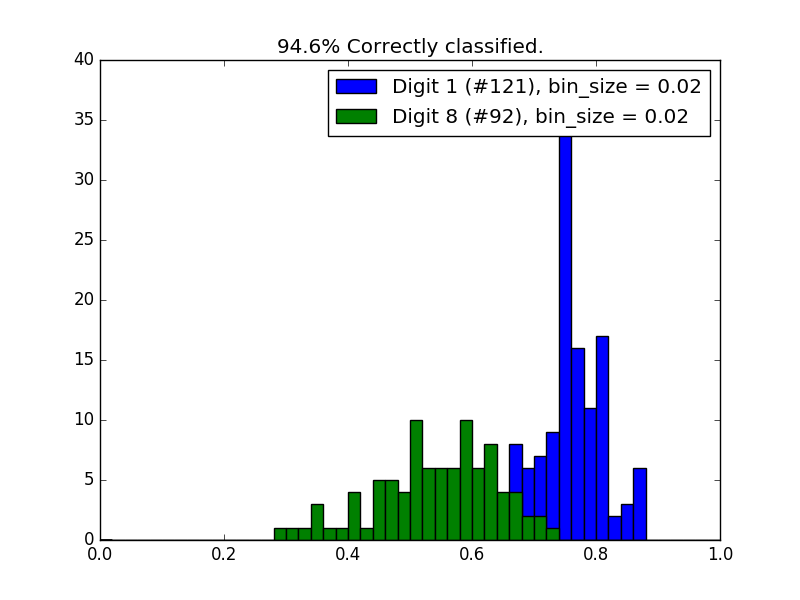 94.6% Correctly classified.
40
Digit 1 (#121), bin_size = 0.02
Digit 8 (#92), bin_size = 0.02
35
30
25
20
15
10
5
0
0.0 0.2 0.4 0.6 0.8 1.0